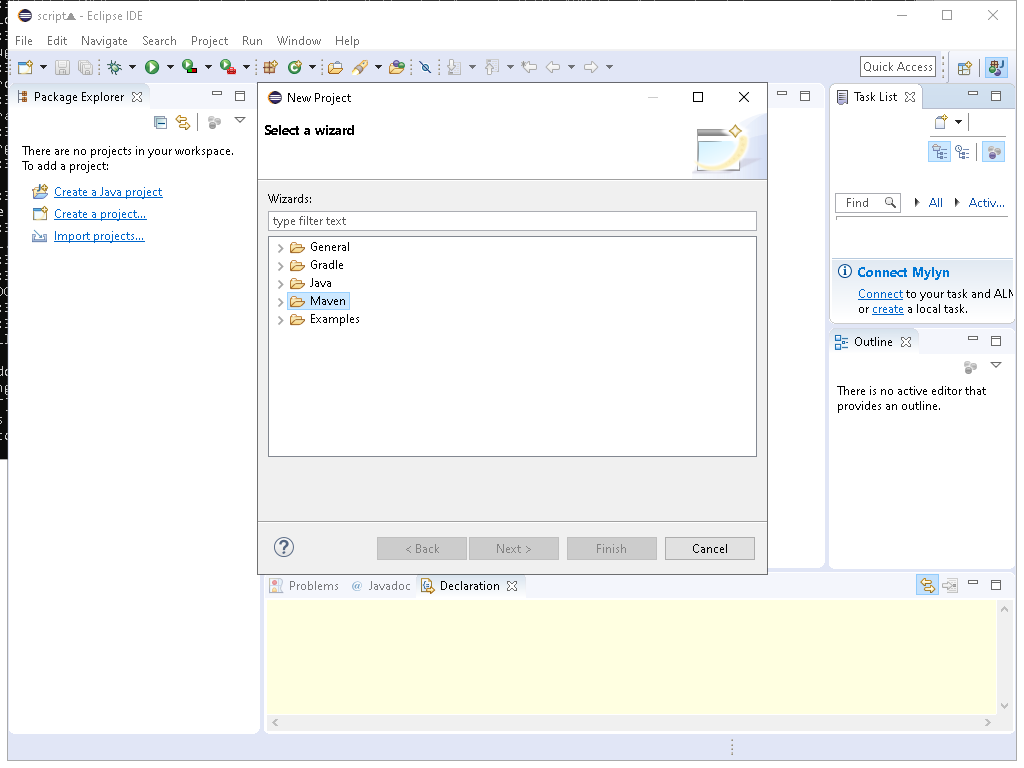 script▲ - Eclipse IDE
File Edit Navigate Search Project Run Window Help
Quick Access
Package Explorer
There are no projects in your workspace.
To add a project:
Create a Java project
Create a project...
Import projects...
New Project
Select a wizard
Wizards:
type filter text
General
Gradle
Java
Maven
Examples
?
< Back Next > Finish Cancel
Task List
Find All Activ...
Connect Mylyn
Connect to your task and ALM
or create a local task.
Outline
There is no active editor that
provides an outline.
Problems @ Javadoc Declaration